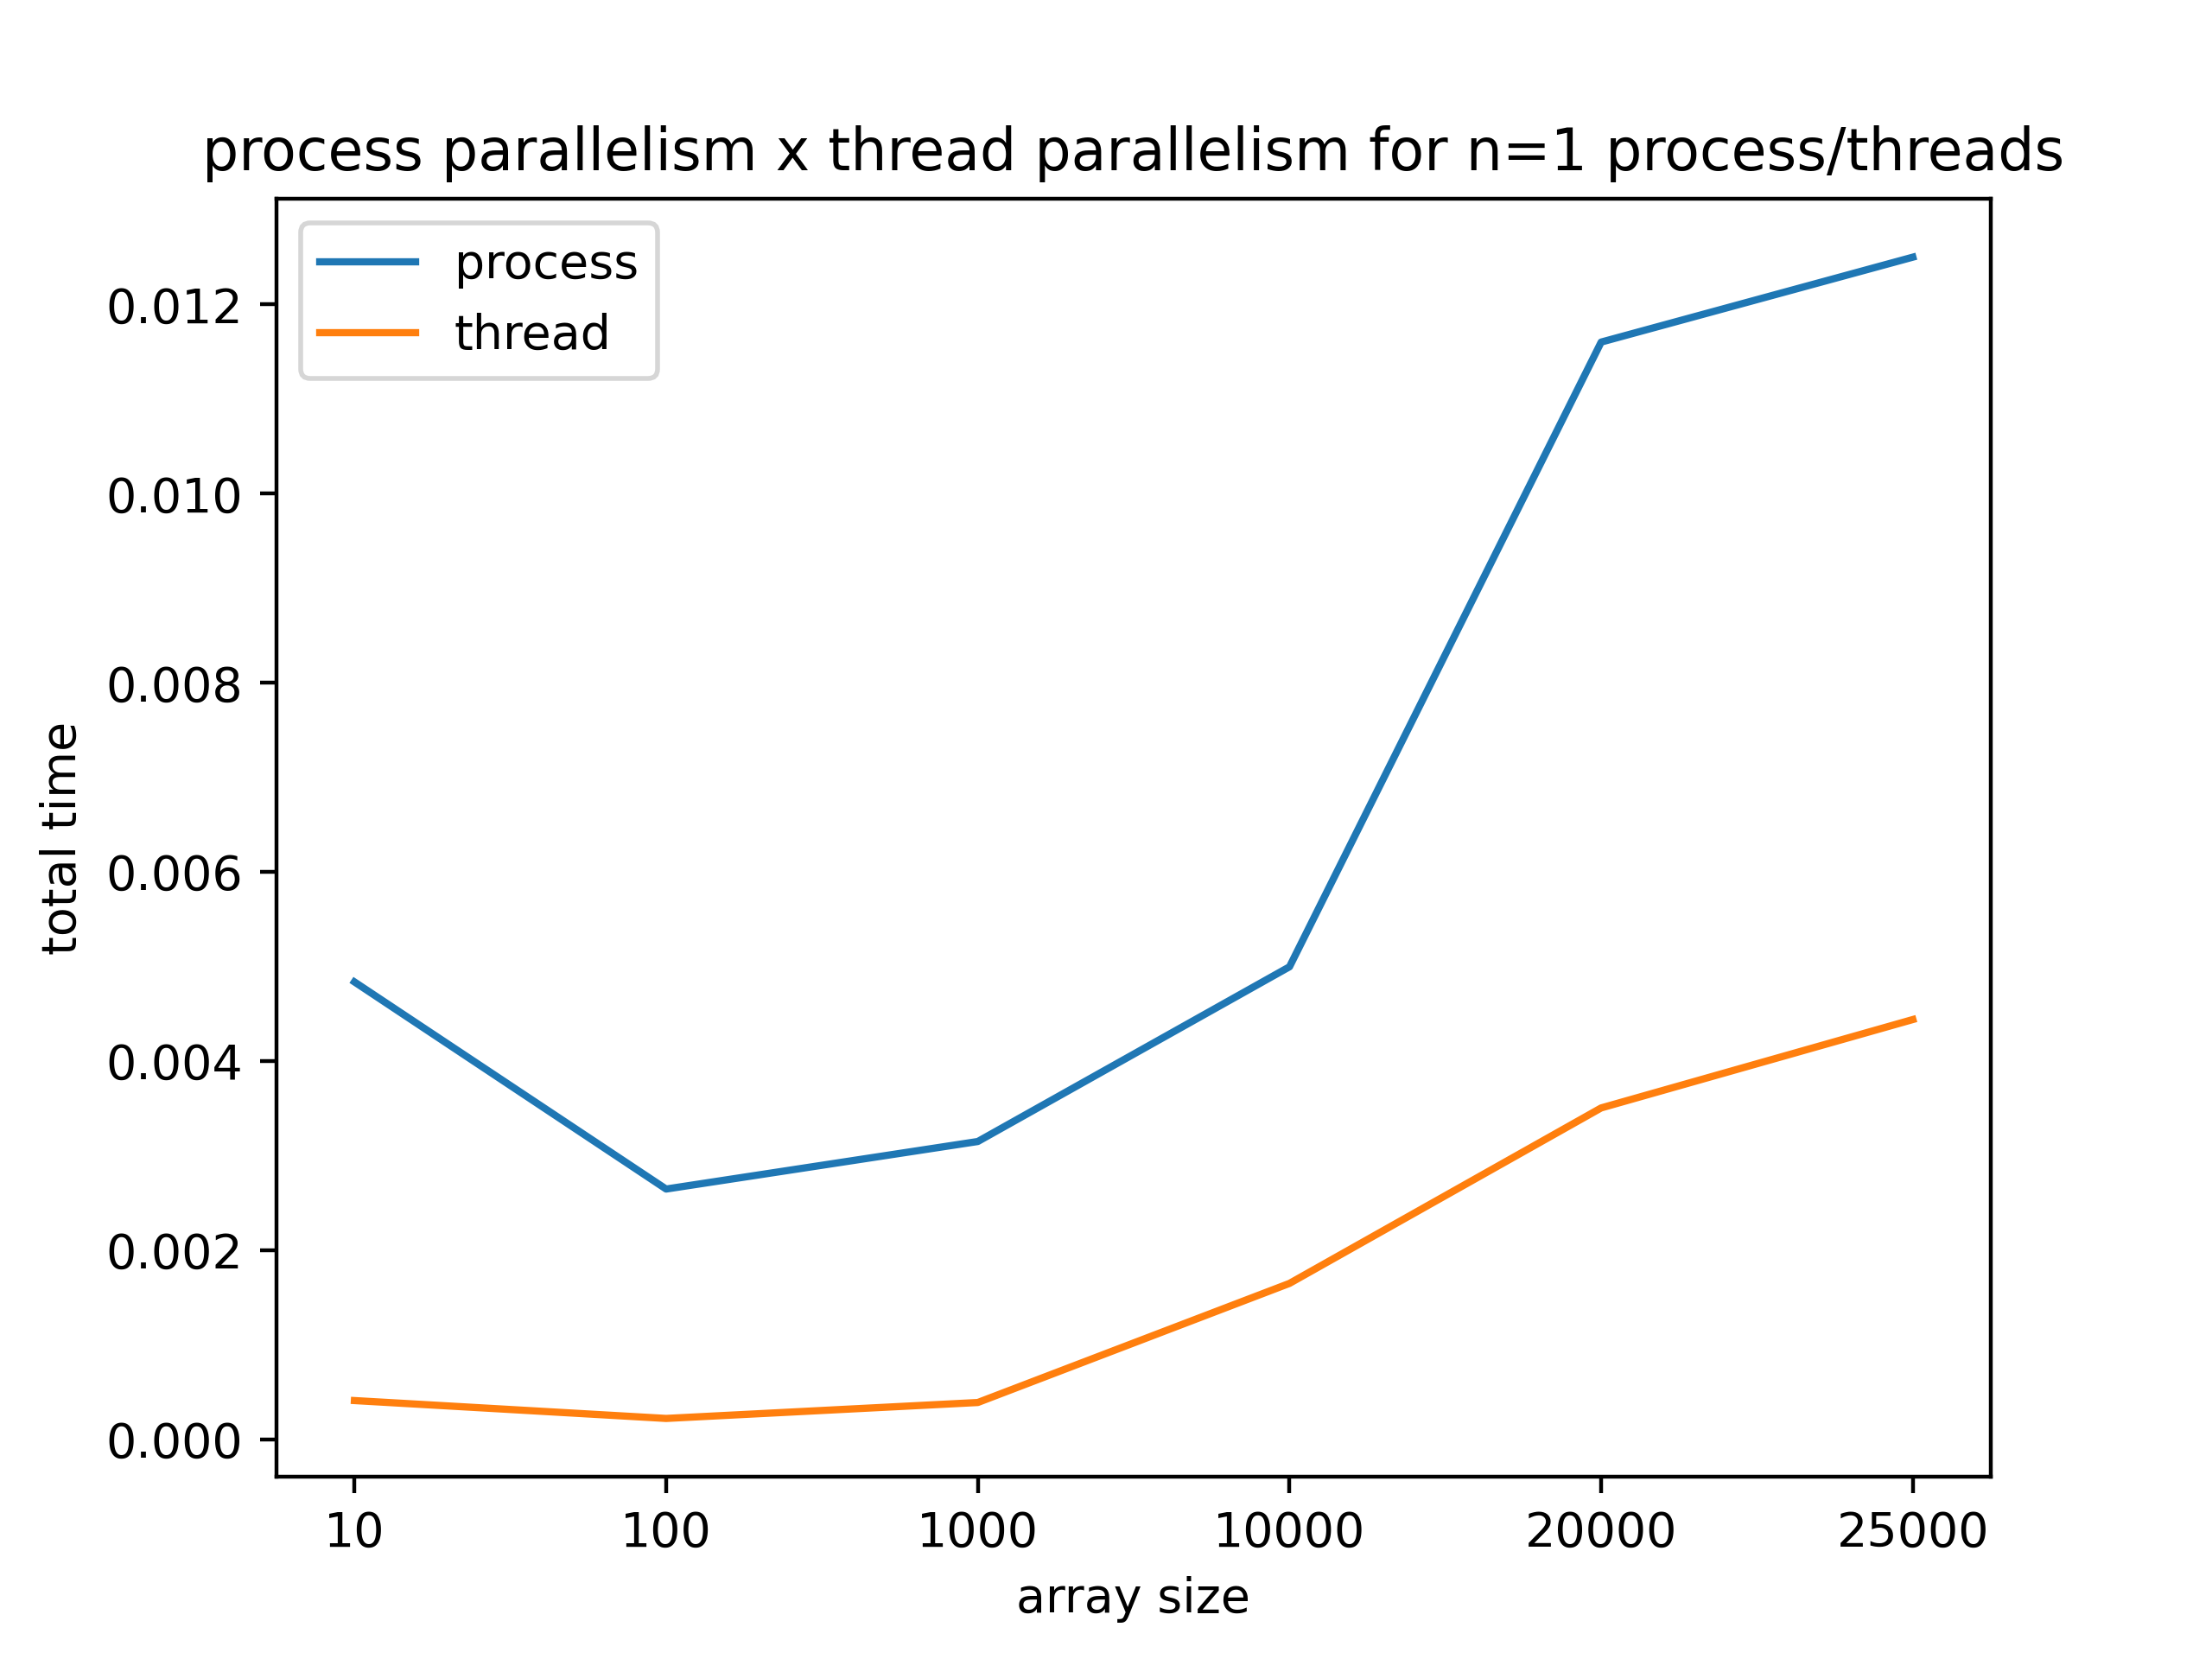 process parallelism x thread parallelism for n=1 process/threads
process
thread
0.012
0.010
0.008
0.006
0.004
0.002
0.000
total time
10 100 1000 10000 20000 25000
array size